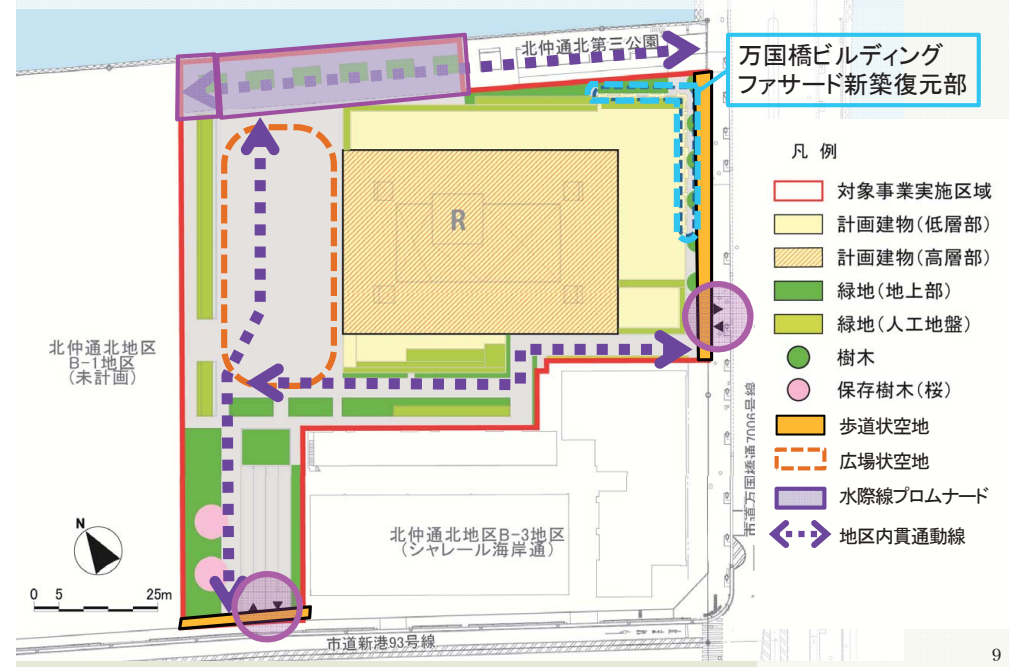 北仲通北第三公園
万国橋ビルディング
ファサード新築復元部
凡 例
対象事業実施区域
計画建物(低層部)
計画建物(高層部)
緑地(地上部)
緑地(人工地盤)
樹木
保存樹木(桜)
歩道状空地
広場状空地
水際線プロムナード
地区内貫通動線
R
北仲通北地区
B-1地区
(未計画)
北仲通北地区B-3地区
(シャレール海岸通)
市道万国橋通7006号線
N
0 5 25m
市道新港93号線
9